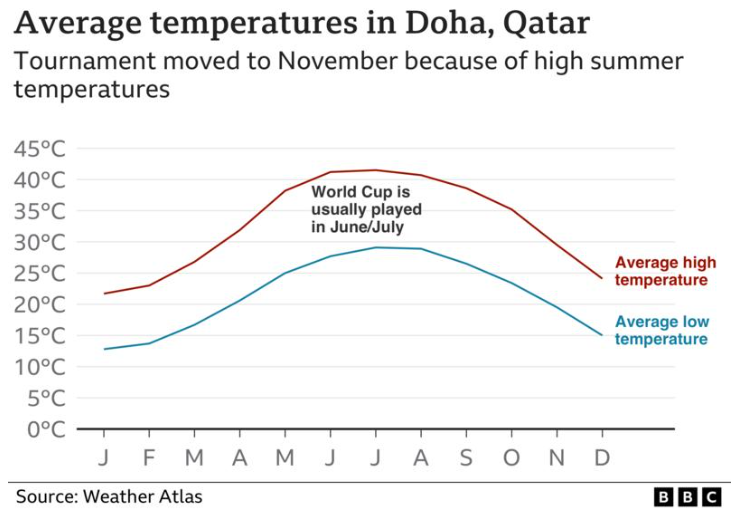 Average temperatures in Doha, Qatar
Tournament moved to November because of high summer
temperatures
45°C
40°C
35°C
30°C
25°C
20°C
15°C
10°C
5°C
0°C
World Cup is
usually played
in June/July
Average high
temperature
Average low
temperature
J F M A M J J A S O N D
Source: Weather Atlas
BBC